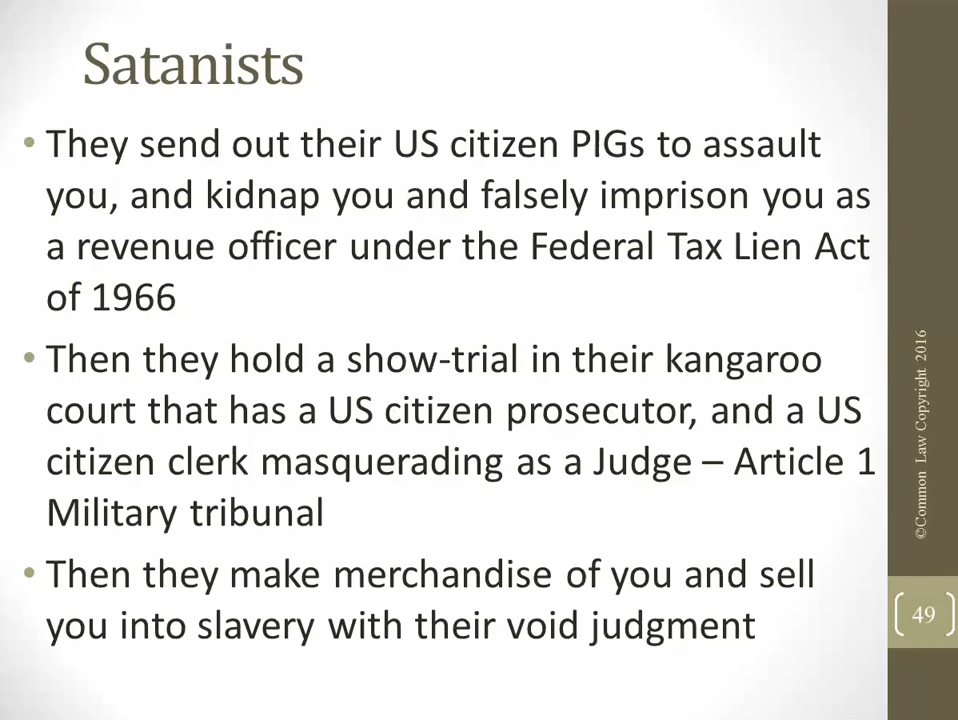 Satanists
• They send out their US citizen PIGs to assault
you, and kidnap you and falsely imprison you as
a revenue officer under the Federal Tax Lien Act
of 1966
• Then they hold a show-trial in their kangaroo
court that has a US citizen prosecutor, and a US
citizen clerk masquerading as a Judge – Article 1
Military tribunal
• Then they make merchandise of you and sell
you into slavery with their void judgment
©Common Law Copyright 2016
49